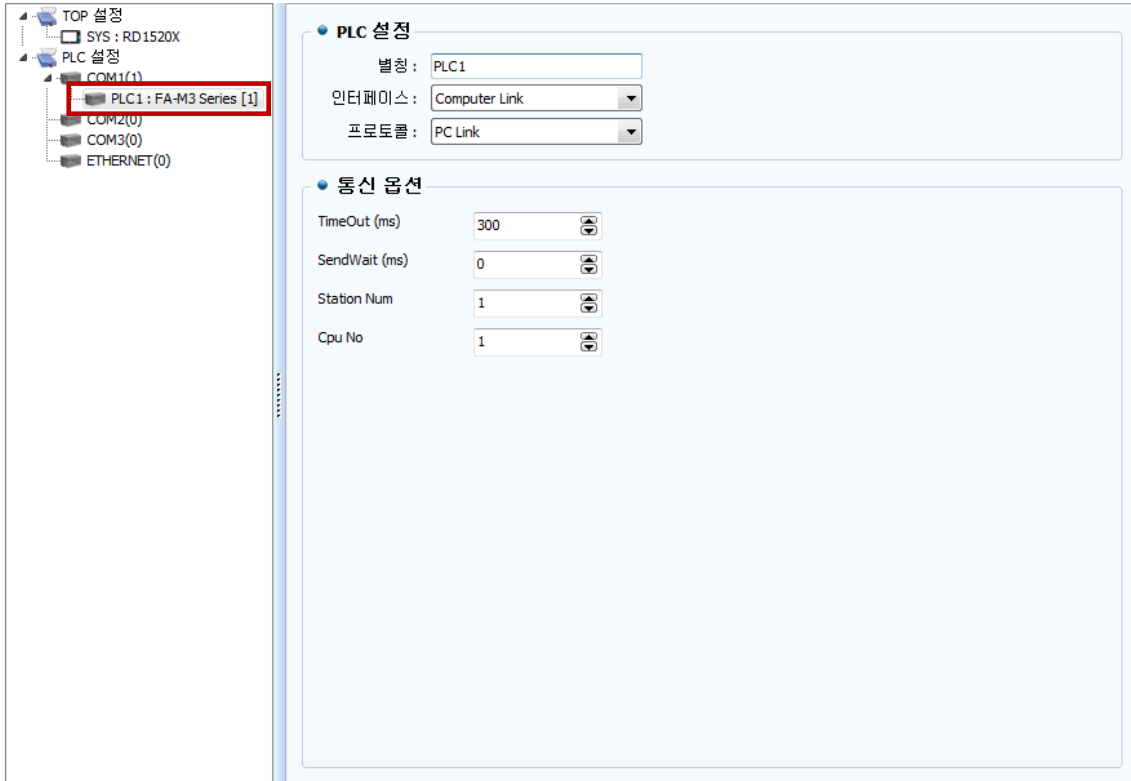 TOP 설정
SYS : RD1520X
PLC 설정
COM1(1)
PLC1 : FA-M3 Series [1]
COM2(0)
COM3(0)
ETHERNET(0)
PLC 설정
별칭 : PLC1
인터페이스 : Computer Link
프로토콜 : PC Link
통신 옵션
TimeOut (ms) 300
SendWait (ms) 0
Station Num 1
Cpu No 1